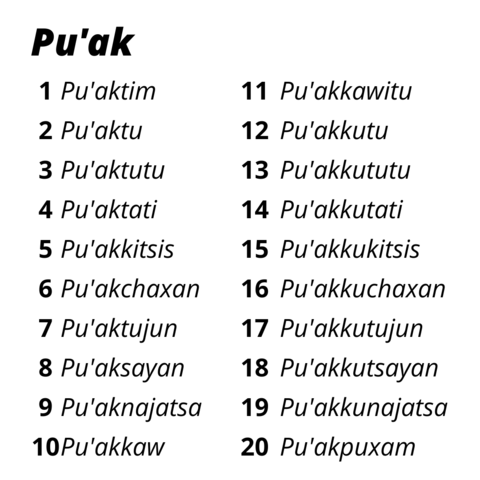 Pu'ak
1 Pu'aktim
2 Pu'aktu
3 Pu'aktutu
4 Pu'aktati
5 Pu'akkitsis
6 Pu'akchaxan
7 Pu'aktujun
8 Pu'aksayan
9 Pu'aknajatsa
10 Pu'akkaw
11 Pu'akkawitu
12 Pu'akkutu
13 Pu'akkututu
14 Pu'akkutati
15 Pu'akkukitsis
16 Pu'akkuchaxan
17 Pu'akkutujun
18 Pu'akkutsayan
19 Pu'akkunajatsa
20 Pu'akpuxam